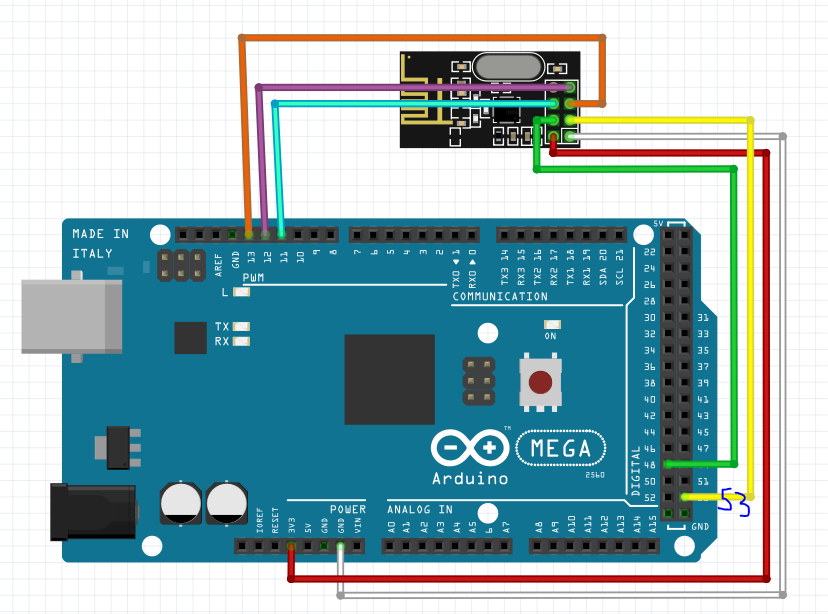 MADE IN
ITALY
AREF
GND
13
12
11
10
9
8
7
6
5
4
3
2
TX0 ◄ 1
RX0 ► 0
TX3 14
RX3 15
TX2 16
RX2 17
TX1 18
RX1 19
SDA 20
SCL 21
5V
PWM
COMMUNICATION
L
TX
RX
ON
22
24
26
28
30 31
32 33
34 35
36 37
38 39
40 41
42 43
44 45
46 47
48
50 51
52 53
GND
DIGITAL
Arduino
TM
MEGA
2560
POWER
ANALOG IN
IOREF
RESET
3V3
5V
GND
GND
VIN
A0
A1
A2
A3
A4
A5
6
A7
A8
A9
A10
A11
A12
A13
A14
A15